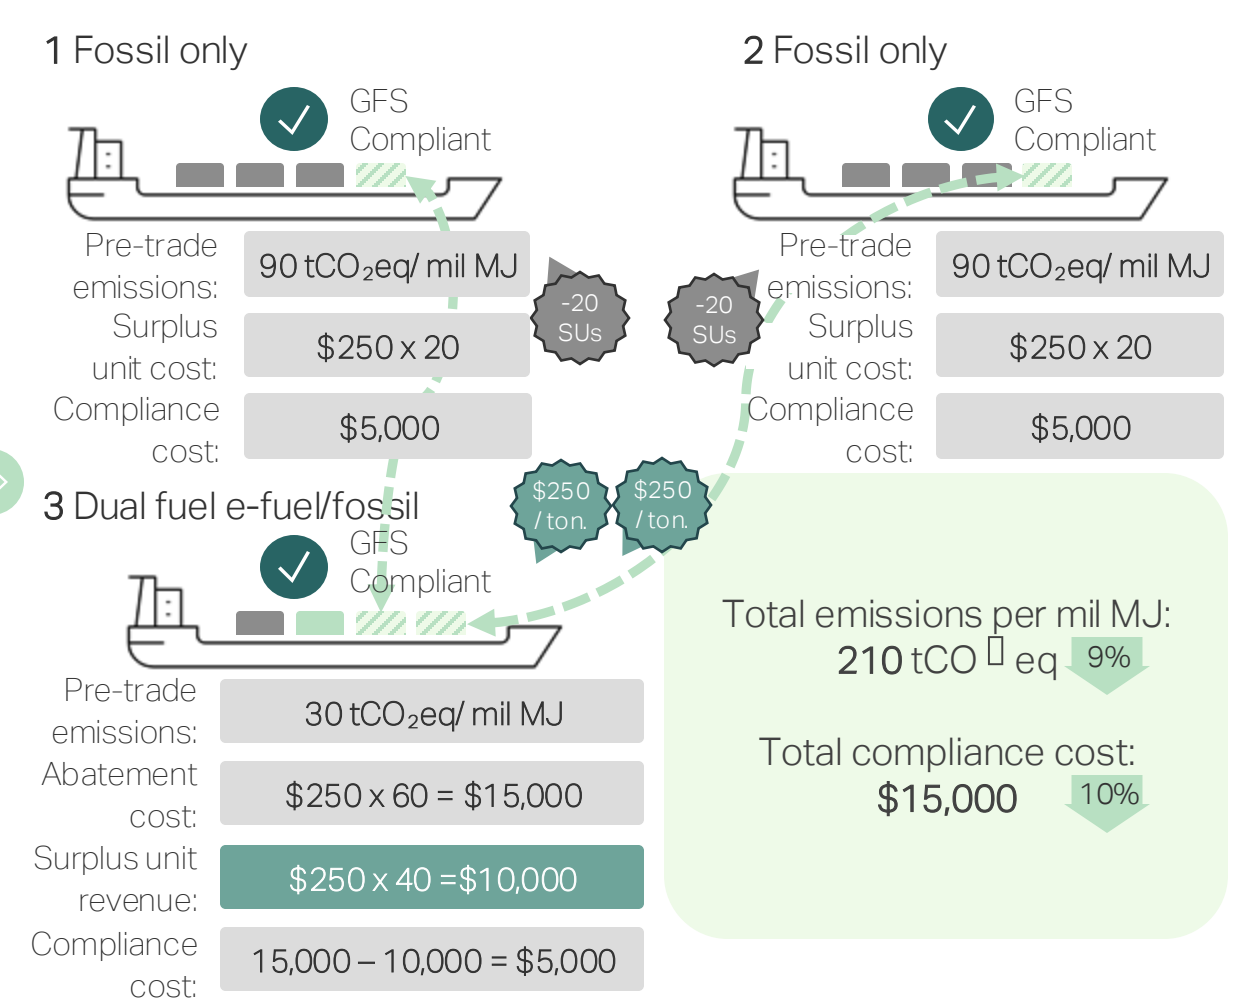 1 Fossil only
GFS
Compliant
Pre-trade
emissions:
90 tCO₂eq/ mil MJ
Surplus
unit cost:
$250 x 20
Compliance
cost:
$5,000
-20
SUs
2 Fossil only
GFS
Compliant
-20
SUs
Pre-trade
emissions:
90 tCO₂eq/ mil MJ
Surplus
unit cost:
$250 x 20
Compliance
cost:
$5,000
3 Dual fuel e-fuel/fossil
GFS
Compliant
$250
/ ton.
$250
/ ton.
Pre-trade
emissions:
30 tCO₂eq/ mil MJ
Abatement
cost:
$250 x 60 = $15,000
Surplus unit
revenue:
$250 x 40 =$10,000
Compliance
cost:
15,000 – 10,000 = $5,000
Total emissions per mil MJ:
210 tCO▯eq 9%
Total compliance cost:
$15,000 10%